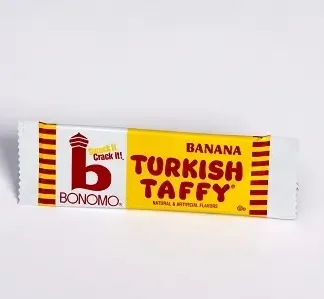 Smack It,
Crack It!
b
BONOMO®
BANANA
TURKISH
TAFFY®
NATURAL & ARTIFICIAL FLAVORS